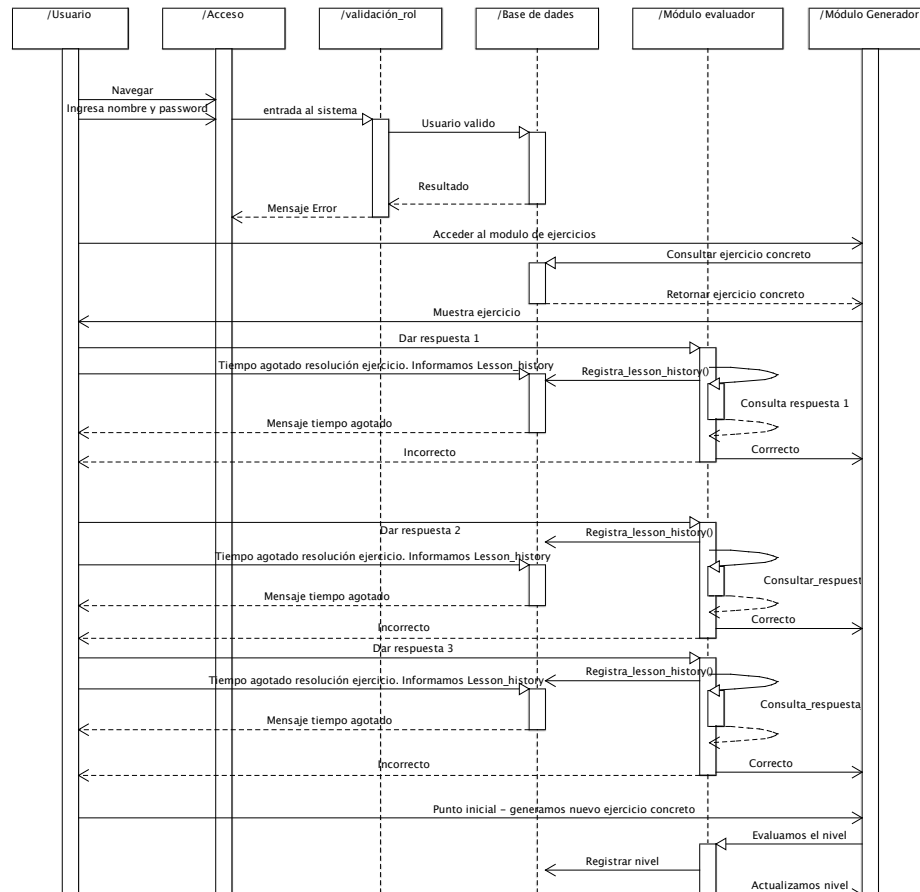 /Usuario
/Acceso
/validación_rol
/Base de dades
/Módulo evaluador
/Módulo Generador
Navegar
Ingresa nombre y password
entrada al sistema
Usuario valido
Resultado
Mensaje Error
Acceder al modulo de ejercicios
Consultar ejercicio concreto
Retornar ejercicio concreto
Muestra ejercicio
Dar respuesta 1
Tiempo agotado resolución ejercicio. Informamos Lesson_history
Registra_lesson_history()
Consulta respuesta 1
Mensaje tiempo agotado
Incorrecto
Corrrecto
Dar respuesta 2
Registra_lesson_history()
Tiempo agotado resolución ejercicio. Informamos Lesson_history
Consultar_respuest
Mensaje tiempo agotado
Correcto
Incorrecto
Dar respuesta 3
Registra_lesson_history()
Tiempo agotado resolución ejercicio. Informamos Lesson_history
Consulta_respuesta
Mensaje tiempo agotado
Incorrecto
Correcto
Punto inicial – generamos nuevo ejercicio concreto
Evaluamos el nivel
Registrar nivel
Actualizamos nivel